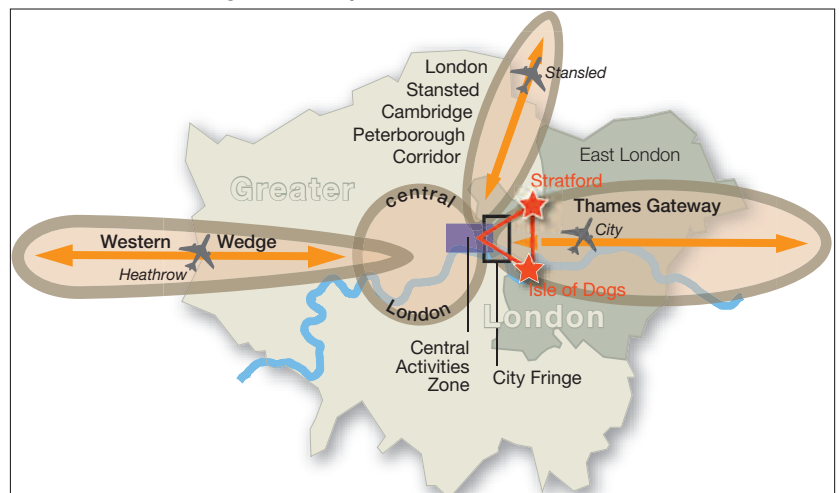 London
Stansted
Cambridge
Peterborough
Corridor
Stansled
East London
Greater
central
Stratford
Thames Gateway
City
Western Wedge
Heathrow
London
Isle of Dogs
London
Central
Activities
Zone
City Fringe